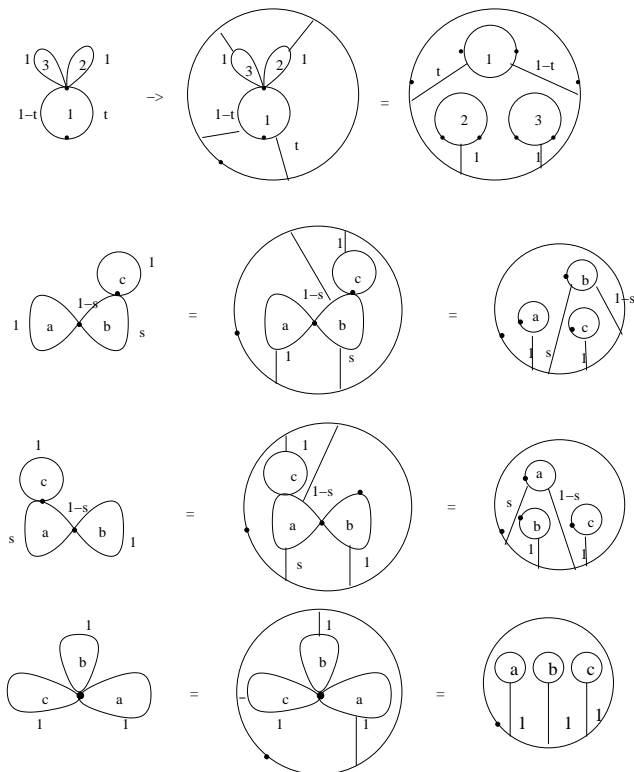 1 3 2 1 1 3 2 1 1 t 1–t
1–t 1 t –> 1–t 1 t = 2 3 1 1
c 1 1 c b
1 a 1–s b s = a 1–s b 1 s = a c 1–s 1 s 1
1 c 1 c a
s a 1–s b 1 = a 1–s b s 1 = s 1–s b c 1 1
1 b 1 b a b c
c a 1 1 = c a 1 1 = 1 1 1